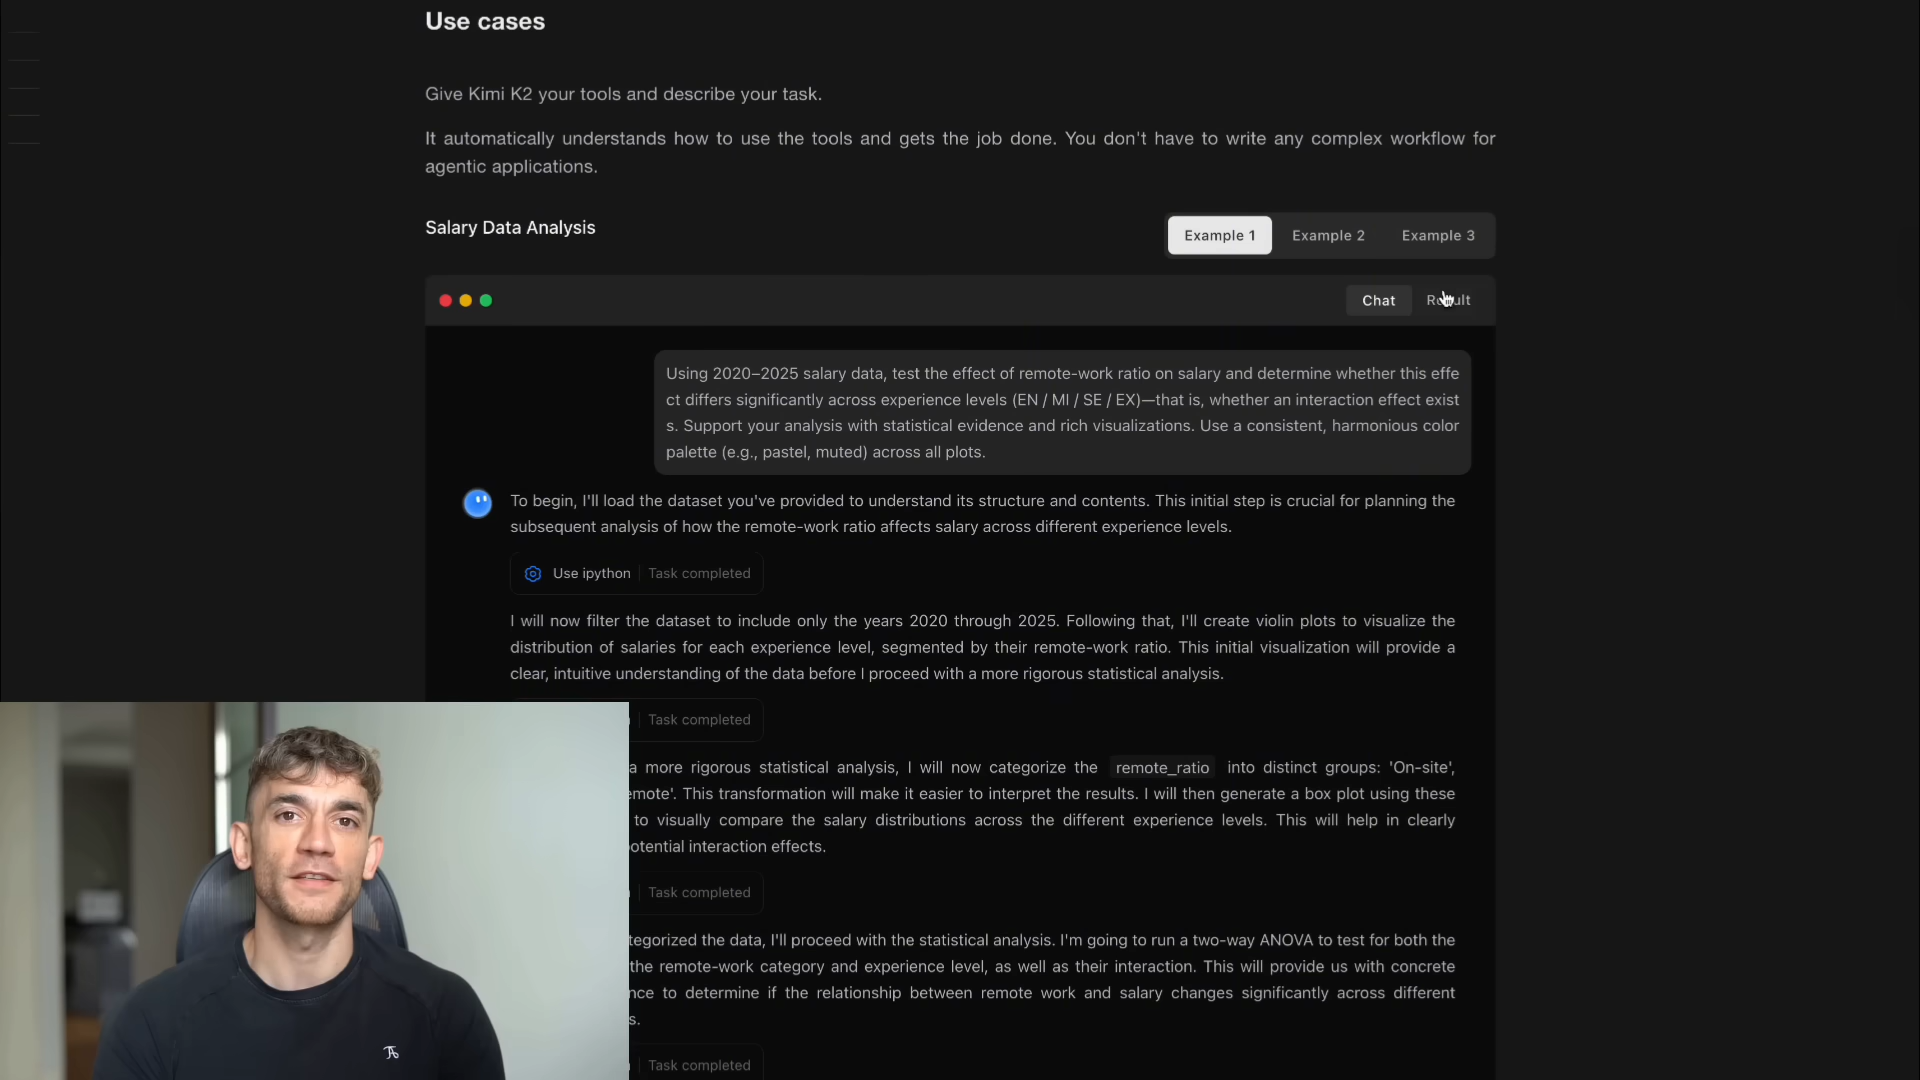 Use cases
Give Kimi K2 your tools and describe your task.
It automatically understands how to use the tools and gets the job done. You don't have to write any complex workflow for
agentic applications.
Salary Data Analysis
Example 1
Example 2
Example 3
Chat
Result
Using 2020–2025 salary data, test the effect of remote-work ratio on salary and determine whether this effe
ct differs significantly across experience levels (EN / MI / SE / EX)—that is, whether an interaction effect exist
s. Support your analysis with statistical evidence and rich visualizations. Use a consistent, harmonious color
palette (e.g., pastel, muted) across all plots.
To begin, I'll load the dataset you've provided to understand its structure and contents. This initial step is crucial for planning the
subsequent analysis of how the remote-work ratio affects salary across different experience levels.
Use ipython | Task completed
I will now filter the dataset to include only the years 2020 through 2025. Following that, I'll create violin plots to visualize the
distribution of salaries for each experience level, segmented by their remote-work ratio. This initial visualization will provide a
clear, intuitive understanding of the data before I proceed with a more rigorous statistical analysis.
Task completed
a more rigorous statistical analysis, I will now categorize the remote_ratio into distinct groups: 'On-site',
emote'. This transformation will make it easier to interpret the results. I will then generate a box plot using these
to visually compare the salary distributions across the different experience levels. This will help in clearly
otential interaction effects.
Task completed
tegorized the data, I'll proceed with the statistical analysis. I'm going to run a two-way ANOVA to test for both the
the remote-work category and experience level, as well as their interaction. This will provide us with concrete
nce to determine if the relationship between remote work and salary changes significantly across different
s.
Task completed